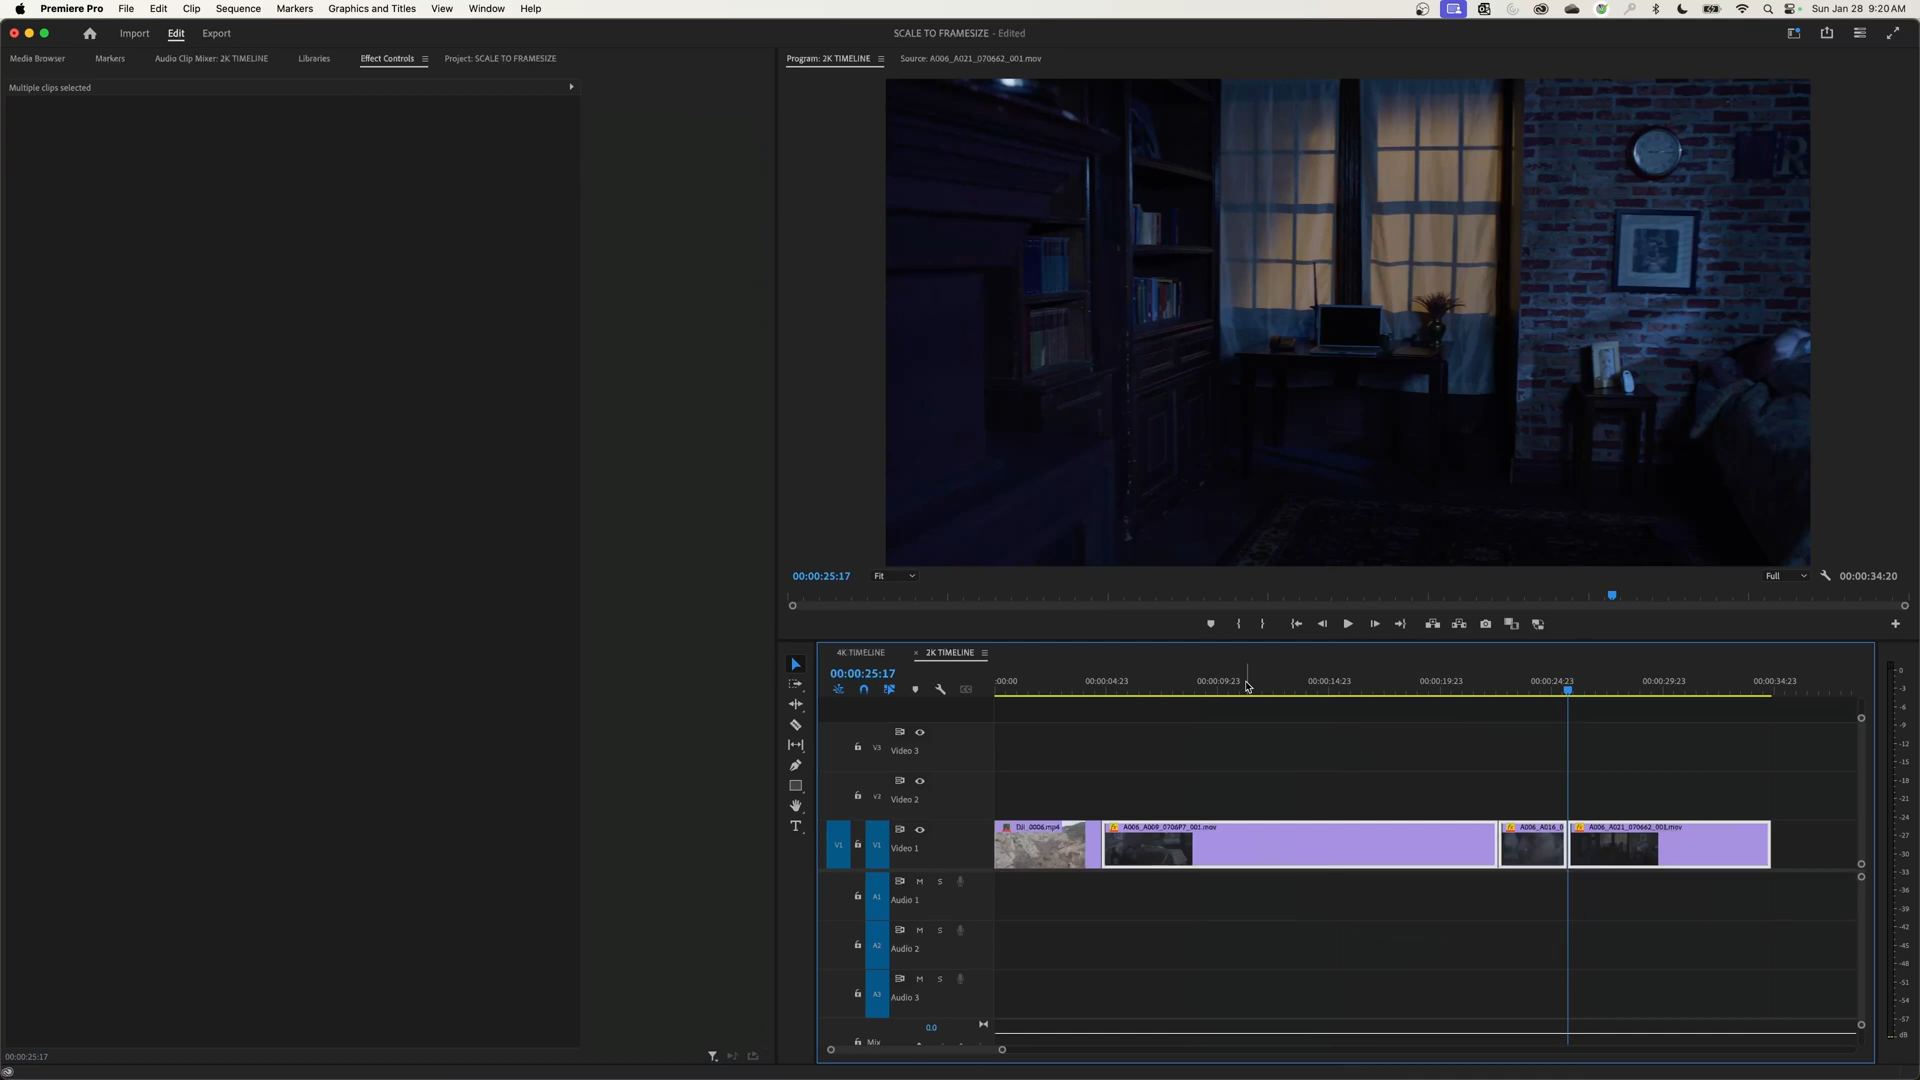 Premiere Pro File Edit Clip Sequence Markers Graphics and Titles View Window Help Sun Jan 28 9:20 AM
Import Edit Export SCALE TO FRAMESIZE - Edited
Media Browser Markers Audio Clip Mixer: 2K TIMELINE Libraries Effect Controls Project: SCALE TO FRAMESIZE Program: 2K TIMELINE Source: A006_A021_070662_001.mov
Multiple clips selected
R
00:00:25:17 Fit Full 00:00:34:20
4K TIMELINE × 2K TIMELINE
00:00:25:17
:00:00 00:00:04:23 00:00:09:23 00:00:14:23 00:00:19:23 00:00:24:23 00:00:29:23 00:00:34:23
V3 Video 3
V2 Video 2
DJI_0006.mp4 A006_A009_0706P7_001.mov A006_A016_0 A006_A021_070662_001.mov
V1 V1 Video 1
M S
A1 Audio 1
M S
A2 Audio 2
M S
A3 Audio 3
0.0
Mix
00:00:25:17
0
-3
-6
-9
-12
-15
-18
-21
-24
-27
-30
-33
-36
-39
-42
-45
-48
-51
-54
-57
dB